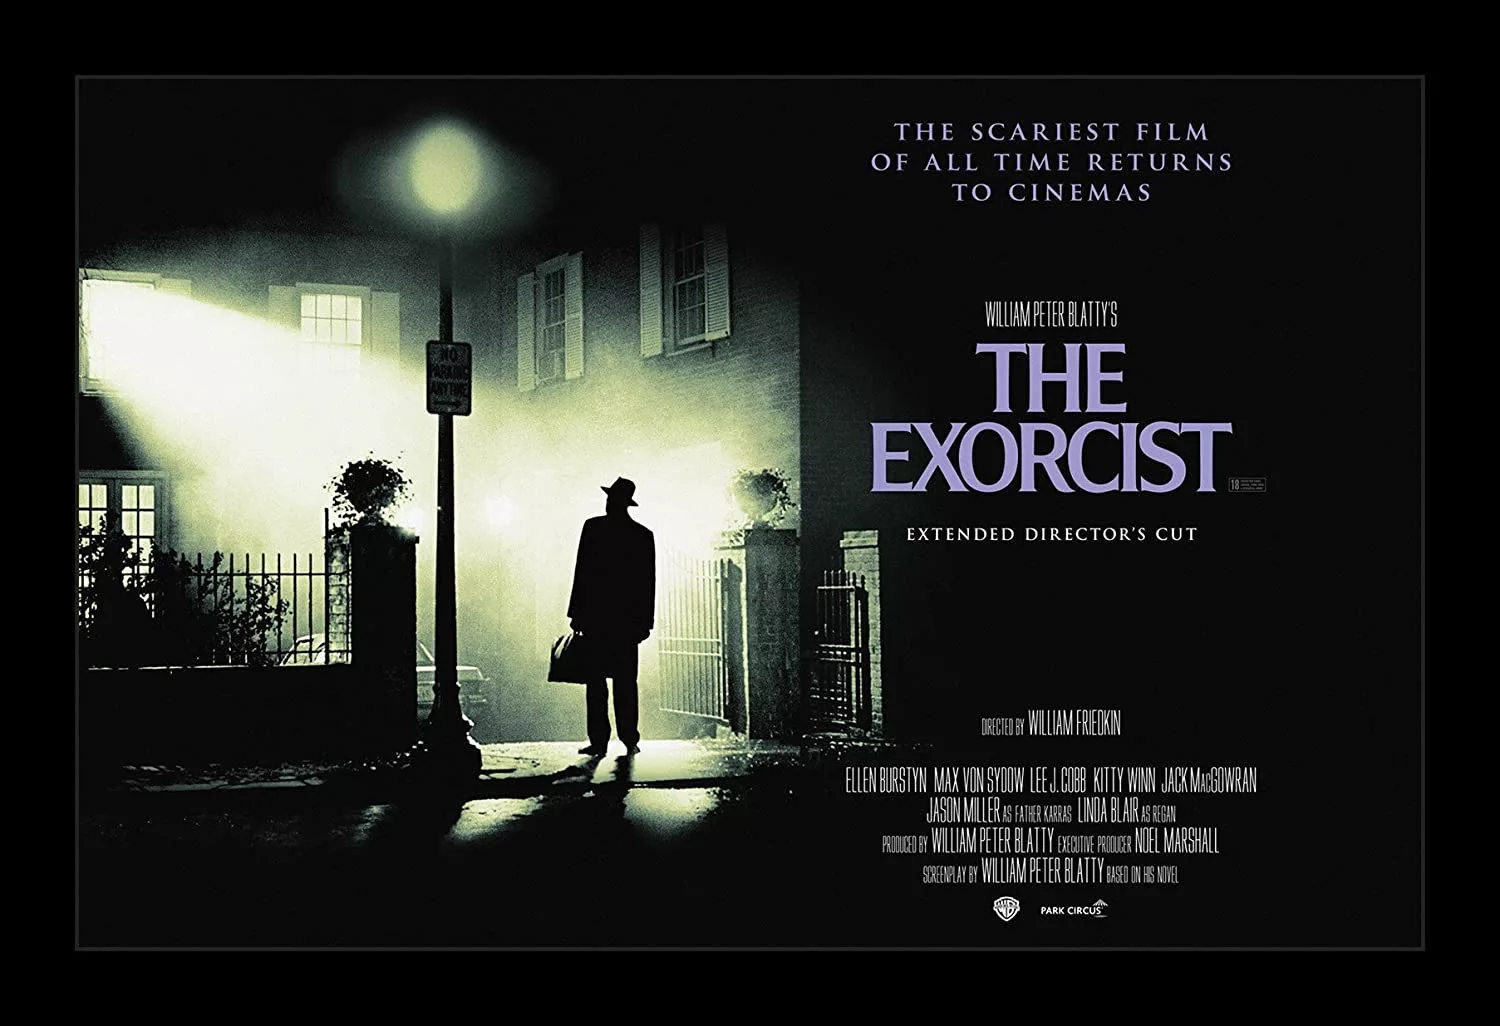 THE SCARIEST FILM
OF ALL TIME RETURNS
TO CINEMAS
WILLIAM PETER BLATTY'S
THE
EXORCIST
18
EXTENDED DIRECTOR'S CUT
NO
PARKING
ANYTIME
DIRECTED BY WILLIAM FRIEDKIN
ELLEN BURSTYN MAX VON SYDOW LEE J. COBB KITTY WINN JACK MACGOWRAN
JASON MILLER AS FATHER KARRAS LINDA BLAIR AS REGAN
PRODUCED BY WILLIAM PETER BLATTY EXECUTIVE PRODUCER NOEL MARSHALL
SCREENPLAY BY WILLIAM PETER BLATTY BASED ON HIS NOVEL
WB PARK CIRCUS